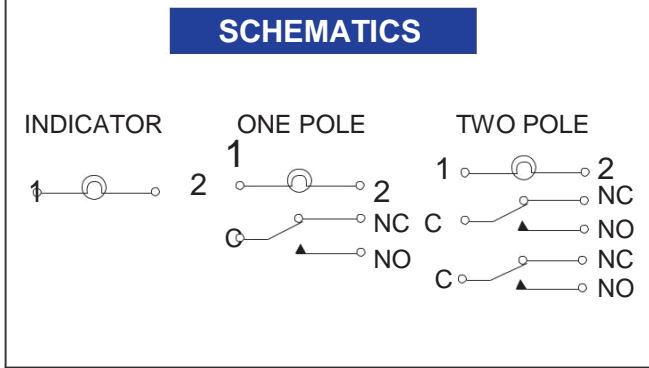 SCHEMATICS
INDICATOR
1 2
ONE POLE
1
2
C NC
NO
TWO POLE
1 2
NC
C NO
NC
C NO